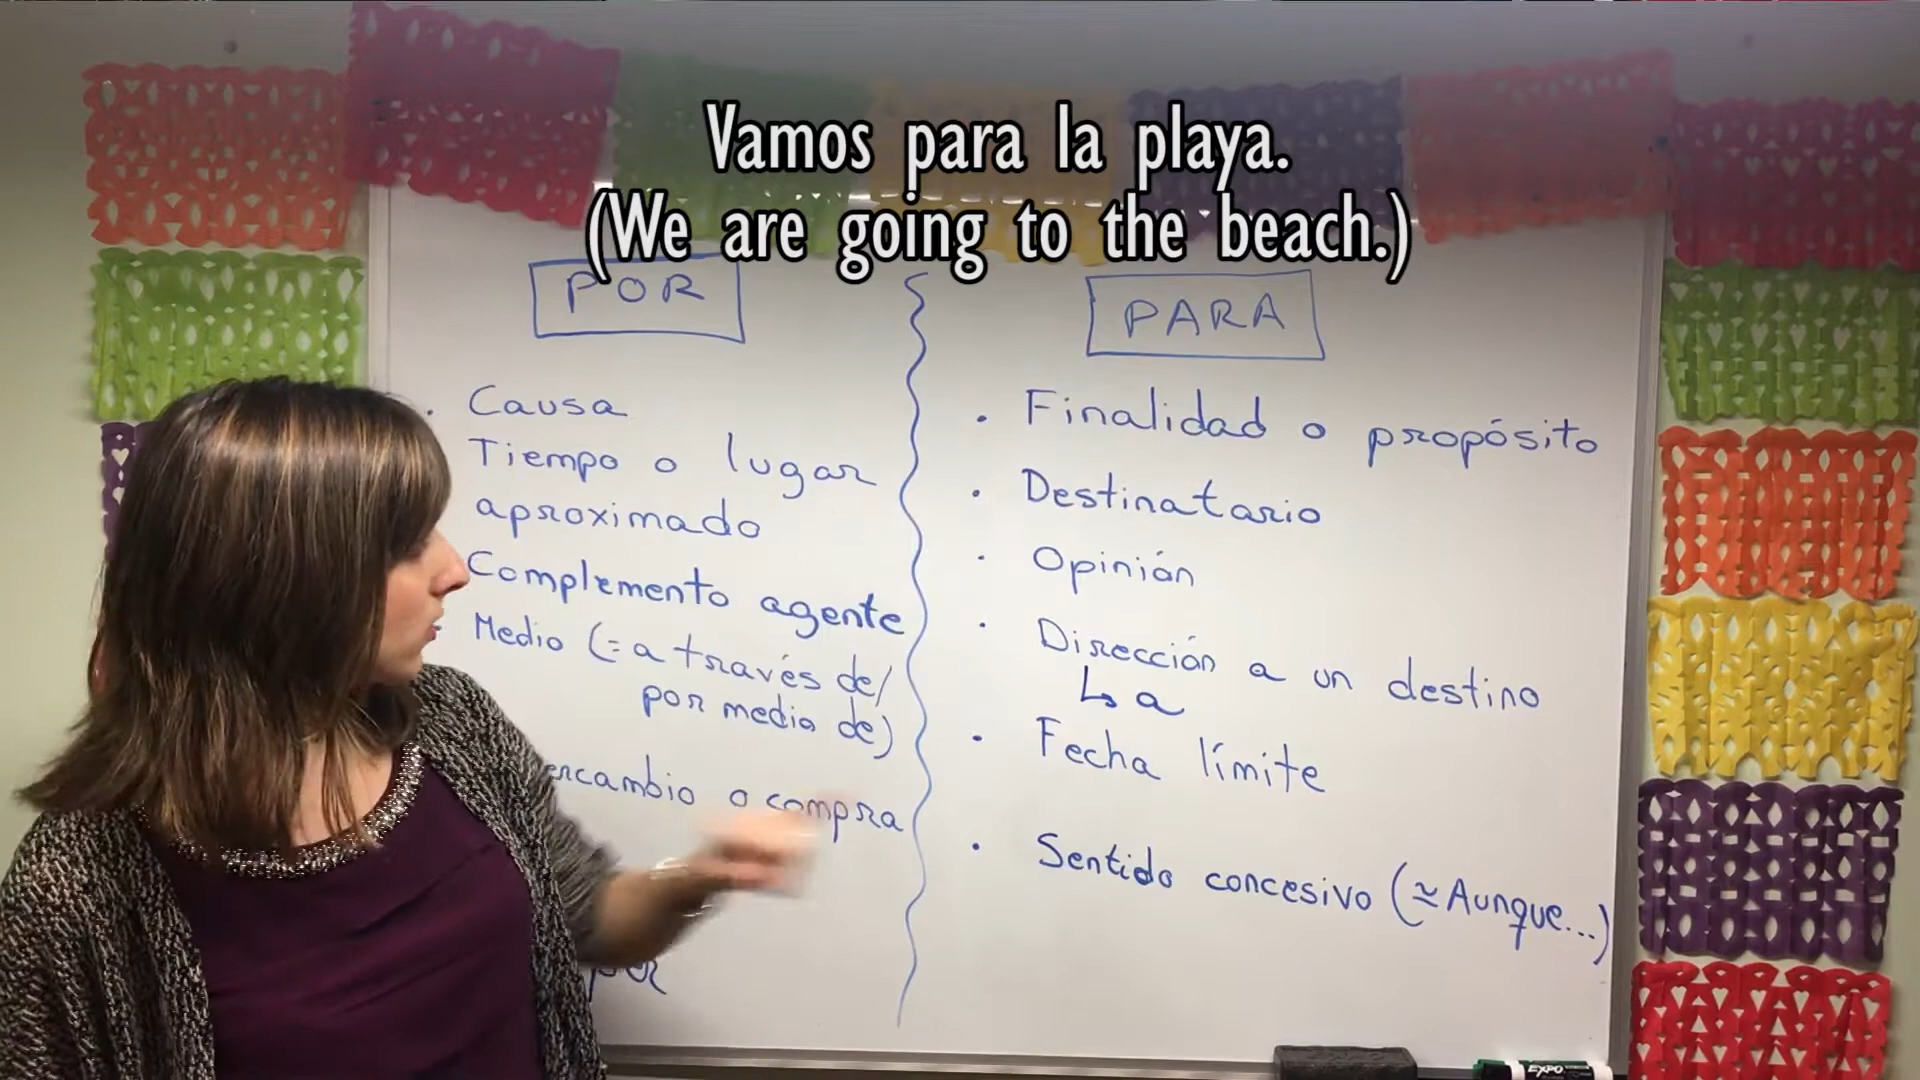 Vamos para la playa.
(We are going to the beach.)
POR
Causa
Tiempo o lugar
aproximado
Complemento agente
Medio (= a través de/
por medio de)
o compra
PARA
. Finalidad o propósito
. Destinatario
. Opinión
. Dirección a un destino
↳ a
. Fecha límite
. Sentido concesivo (≈ Aunque...)
EXPO